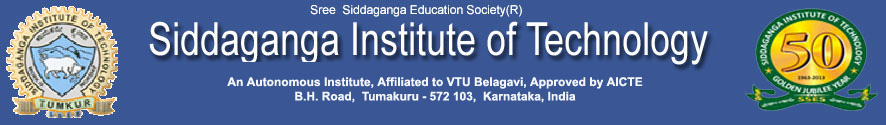 Sree Siddaganga Education Society(R)
Siddaganga Institute of Technology
An Autonomous Institute, Affiliated to VTU Belagavi, Approved by AICTE
B.H. Road, Tumakuru - 572 103, Karnataka, India
SIDDAGANGA INSTITUTE OF TECHNOLOGY
TUMKUR
SIDDAGANGA INSTITUTE OF TECHNOLOGY
50
1963-2013
GOLDEN JUBILEE YEAR
SSES